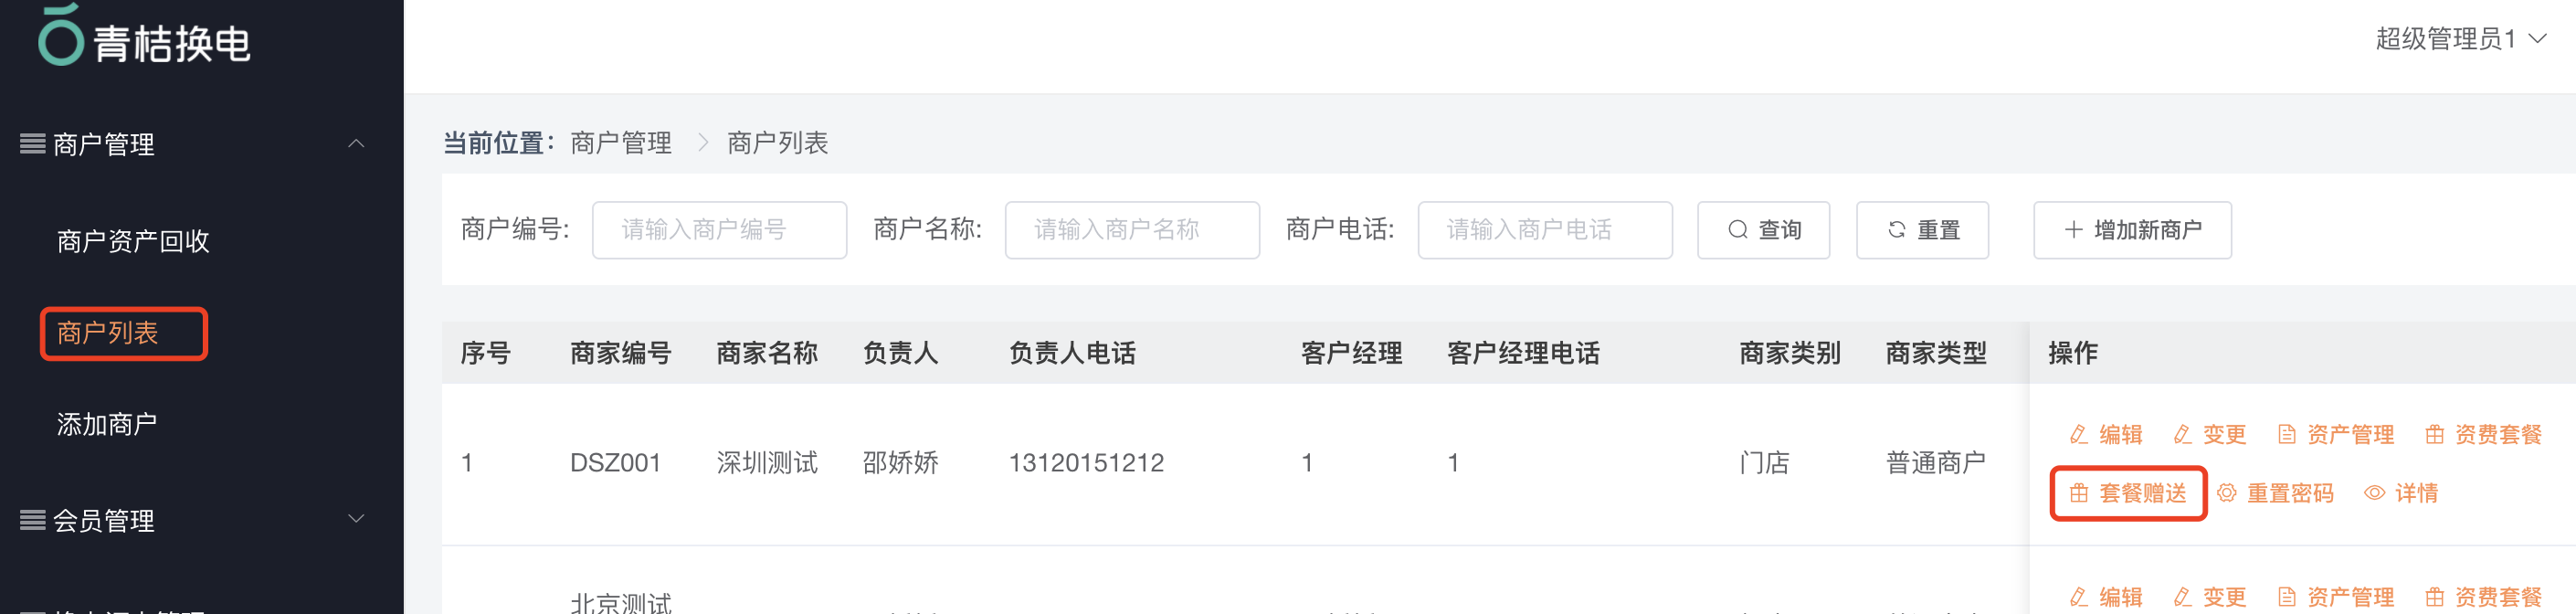 青桔换电
超级管理员1
商户管理
商户资产回收
商户列表
添加商户
会员管理
当前位置： 商户管理 > 商户列表
商户编号: 请输入商户编号 商户名称: 请输入商户名称 商户电话: 请输入商户电话 查询 重置 + 增加新商户
序号 商家编号 商家名称 负责人 负责人电话 客户经理 客户经理电话 商家类别 商家类型 操作
1 DSZ001 深圳测试 邵娇娇 13120151212 1 1 门店 普通商户
编辑 变更 资产管理 资费套餐
套餐赠送 重置密码 详情
北京测试
编辑 变更 资产管理 资费套餐